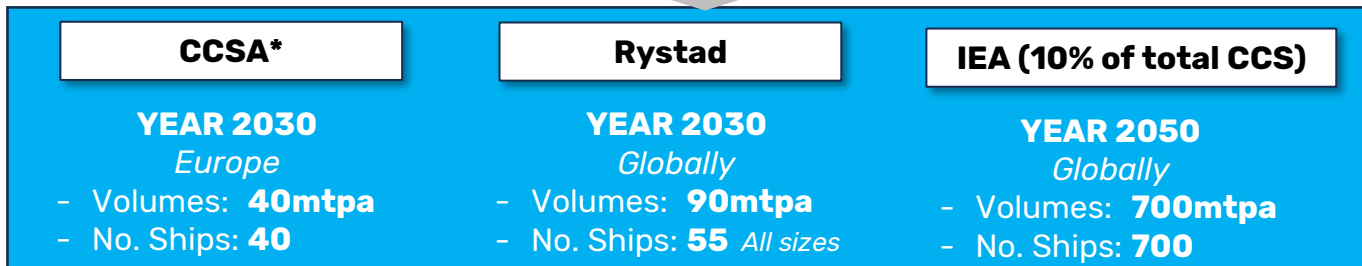 CCSA*
YEAR 2030
Europe
- Volumes: 40mtpa
- No. Ships: 40
Rystad
YEAR 2030
Globally
- Volumes: 90mtpa
- No. Ships: 55 All sizes
IEA (10% of total CCS)
YEAR 2050
Globally
- Volumes: 700mtpa
- No. Ships: 700